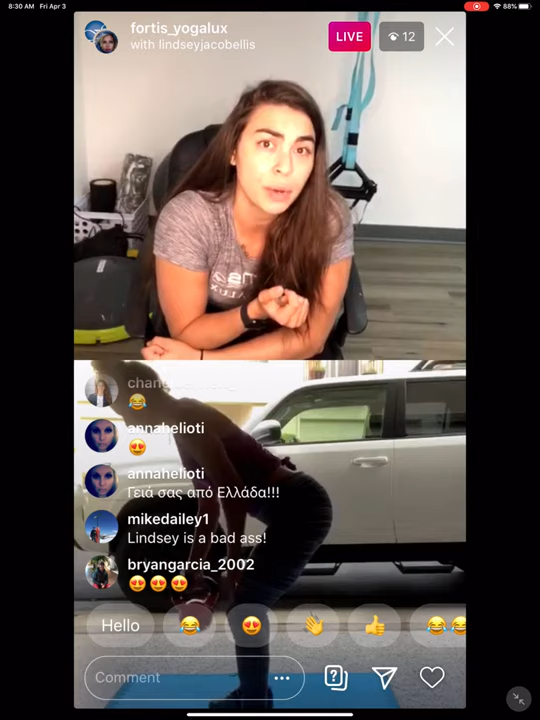 8:30 AM Fri Apr 3
88%
fortis_yogalux
with lindseyjacobellis
LIVE
12
annahelioti
annahelioti
Γειά σας από Ελλάδα!!!
mikedailey1
Lindsey is a bad ass!
bryangarcia_2002
Hello
Comment